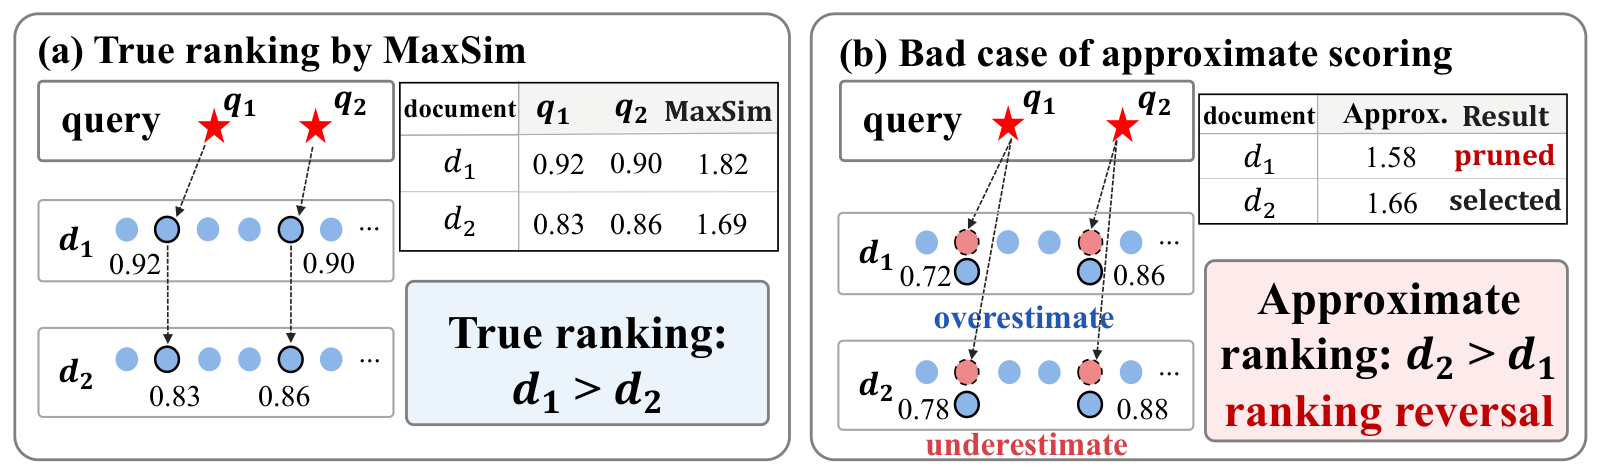 (a) True ranking by MaxSim
query q1 q2
d1
0.92 0.90
...
d2
0.83 0.86
...
document q1 q2 MaxSim
d1 0.92 0.90 1.82
d2 0.83 0.86 1.69
True ranking:
d1 > d2
(b) Bad case of approximate scoring
query q1 q2
d1
0.72 0.86
...
overestimate
d2
0.78 0.88
...
underestimate
document Approx. Result
d1 1.58 pruned
d2 1.66 selected
Approximate
ranking: d2 > d1
ranking reversal